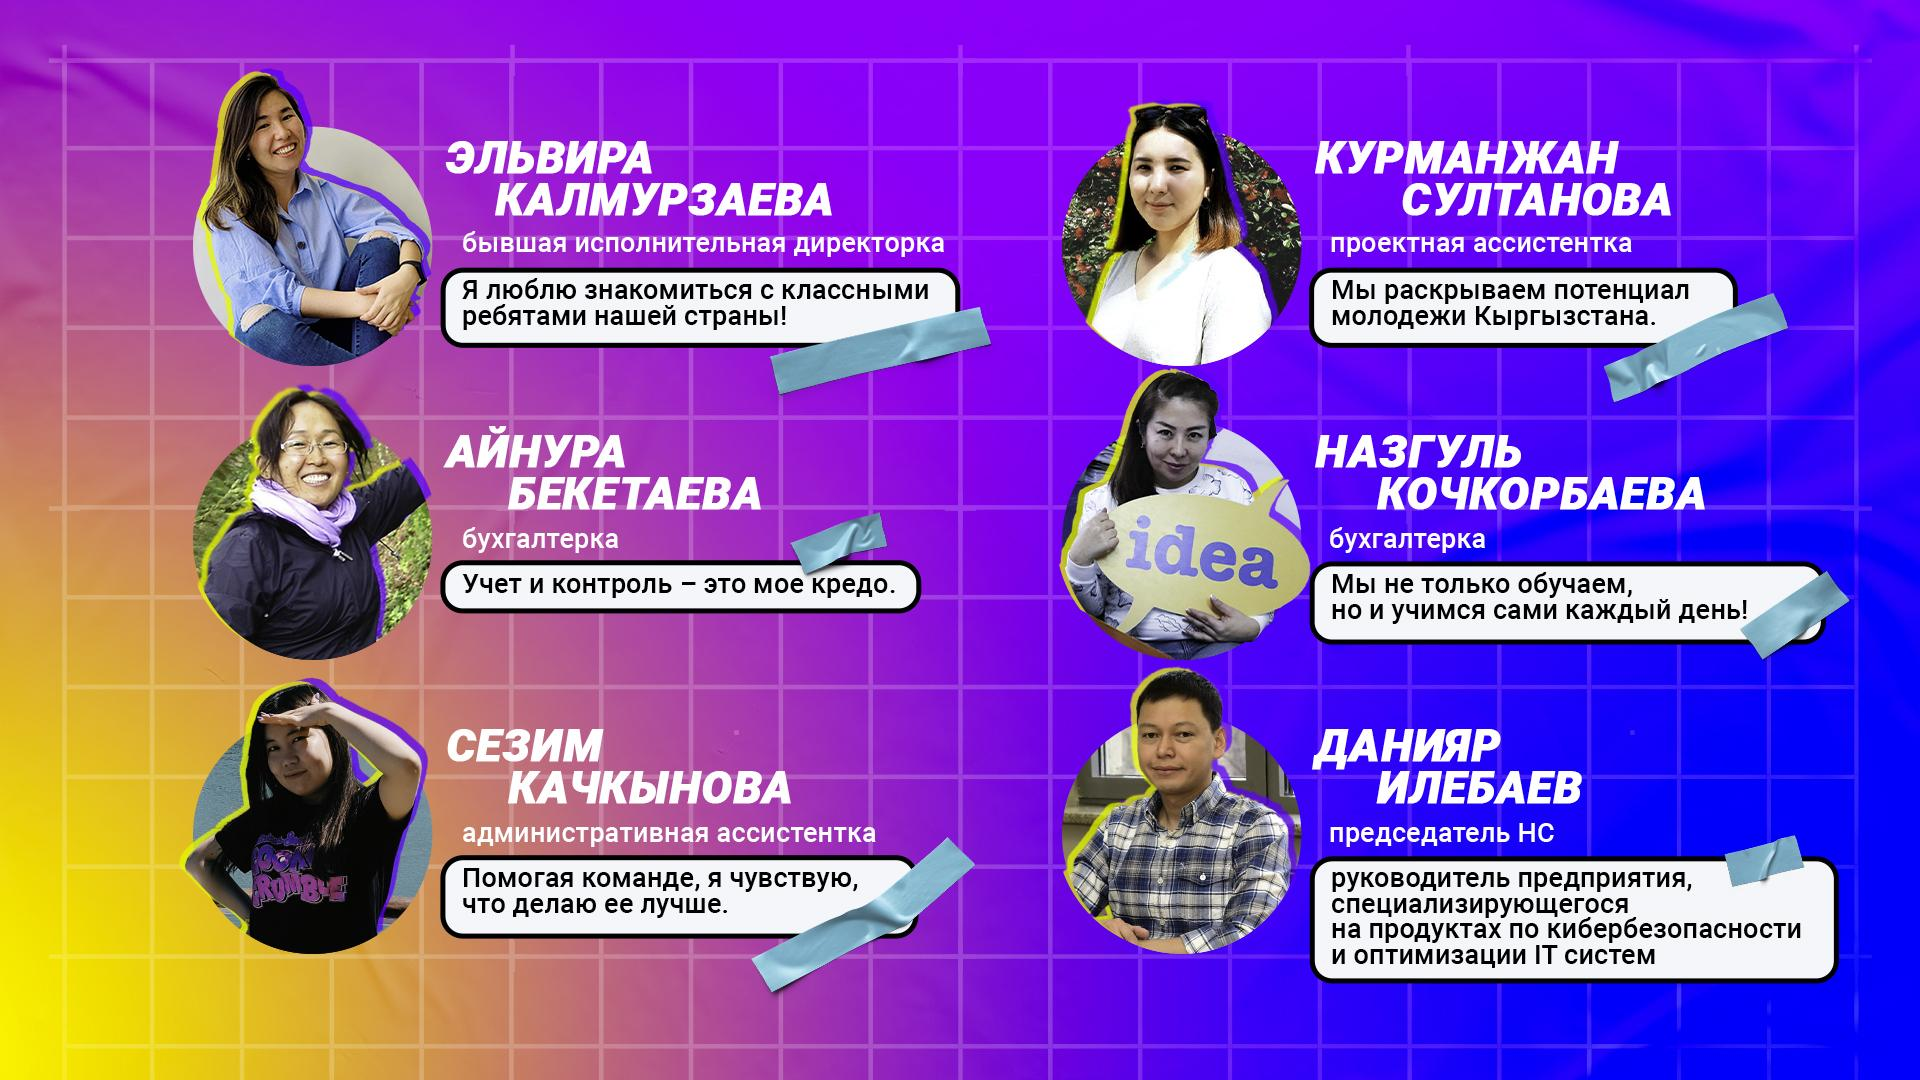 ЭЛЬВИРА
КАЛМУРЗАЕВА
бывшая исполнительная директорка
Я люблю знакомиться с классными
ребятами нашей страны!
КУРМАНЖАН
СУЛТАНОВА
проектная ассистентка
Мы раскрываем потенциал
молодежи Кыргызстана.
АЙНУРА
БЕКЕТАЕВА
бухгалтерка
Учет и контроль – это мое кредо.
НАЗГУЛЬ
КОЧКОРБАЕВА
бухгалтерка
Мы не только обучаем,
но и учимся сами каждый день!
idea
СЕЗИМ
КАЧКЫНОВА
административная ассистентка
Помогая команде, я чувствую,
что делаю ее лучше.
ДАНИЯР
ИЛЕБАЕВ
председатель НС
руководитель предприятия,
специализирующегося
на продуктах по кибербезопасности
и оптимизации IT систем